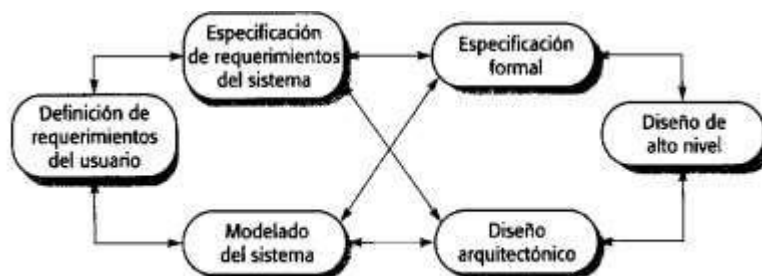 Especificación
de requerimientos
del sistema
Especificación
formal
Definición de
requerimientos
del usuario
Diseño de
alto nivel
Modelado
del sistema
Diseño
arquitectónico